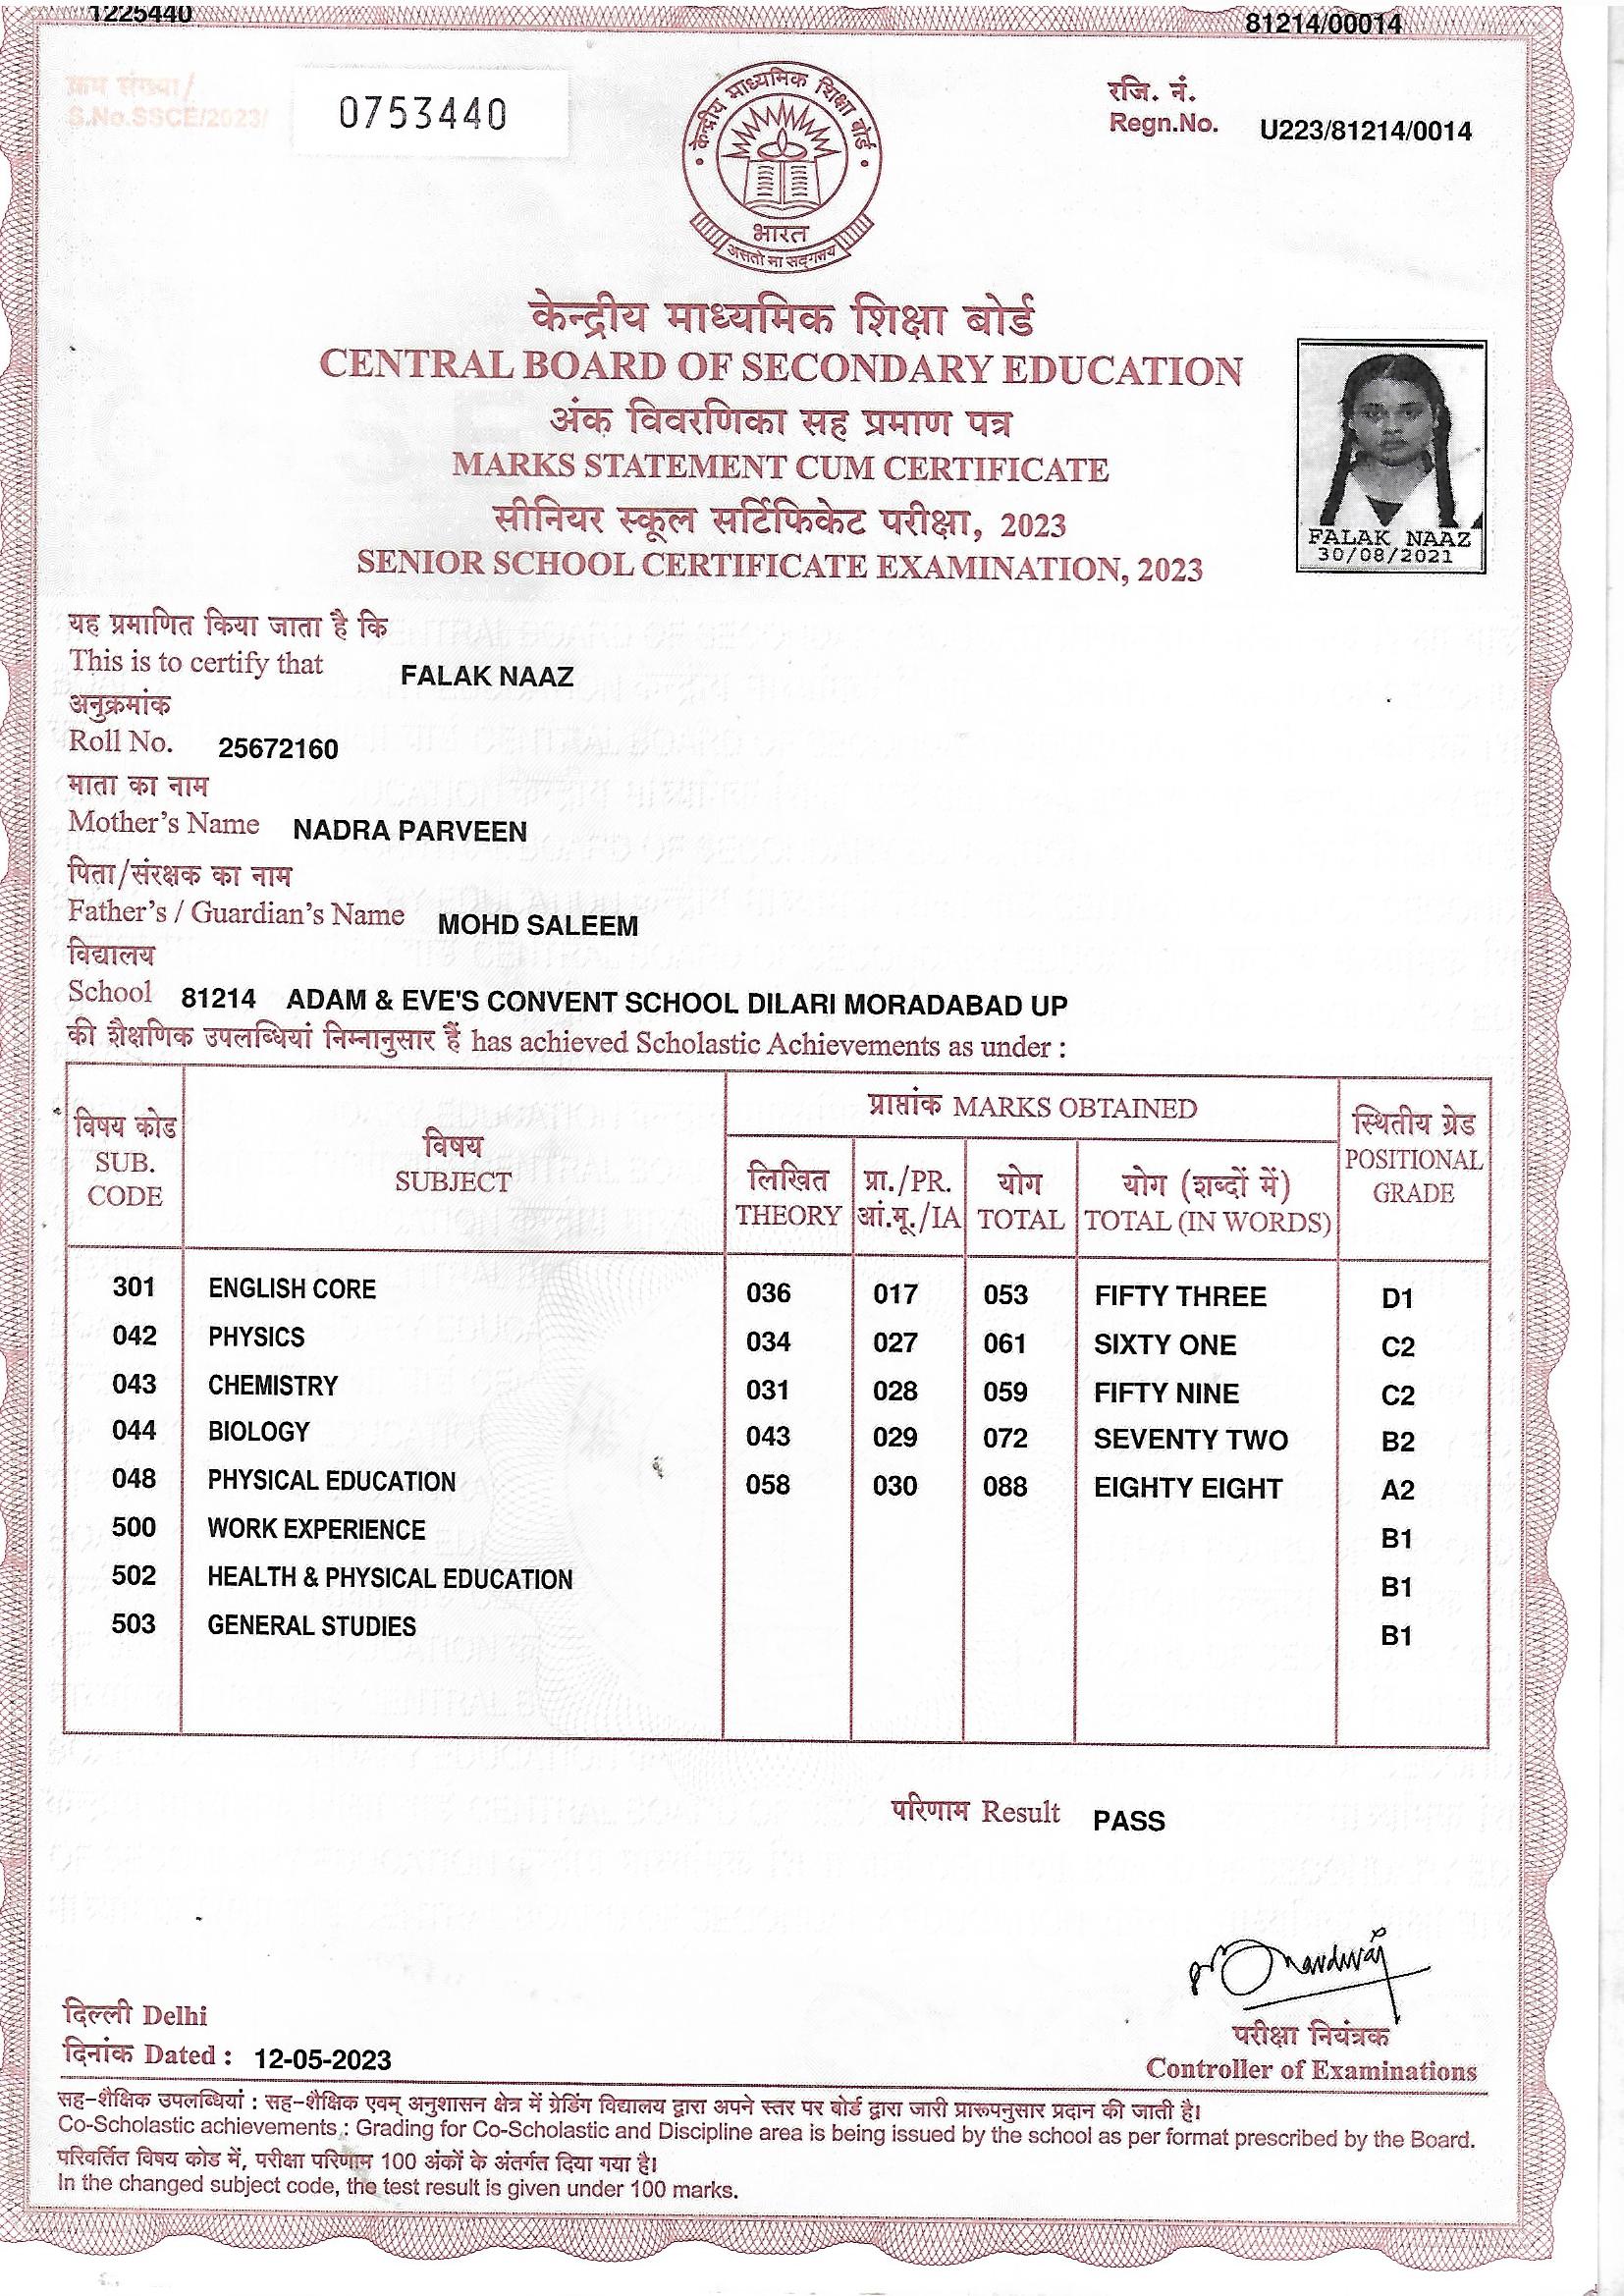 1225440
81214/00014
क्रम संख्या/
S.No.SSCE/2023/
0753440
रजि. नं.
Regn.No. U223/81214/0014
केन्द्रीय माध्यमिक शिक्षा बोर्ड
भारत
असतो मा सद्गमय
केन्द्रीय माध्यमिक शिक्षा बोर्ड
CENTRAL BOARD OF SECONDARY EDUCATION
अंक विवरणिका सह प्रमाण पत्र
MARKS STATEMENT CUM CERTIFICATE
सीनियर स्कूल सर्टिफिकेट परीक्षा, 2023
SENIOR SCHOOL CERTIFICATE EXAMINATION, 2023
FALAK NAAZ
30/08/2021
यह प्रमाणित किया जाता है कि
This is to certify that FALAK NAAZ
अनुक्रमांक
Roll No. 25672160
माता का नाम
Mother's Name NADRA PARVEEN
पिता/संरक्षक का नाम
Father's / Guardian's Name MOHD SALEEM
विद्यालय
School 81214 ADAM & EVE'S CONVENT SCHOOL DILARI MORADABAD UP
की शैक्षणिक उपलब्धियां निम्नानुसार हैं has achieved Scholastic Achievements as under :
विषय कोड
SUB.
CODE
विषय
SUBJECT
प्राप्तांक MARKS OBTAINED
लिखित
THEORY
प्रा./PR.
आं.मू./IA
योग
TOTAL
योग (शब्दों में)
TOTAL (IN WORDS)
स्थितीय ग्रेड
POSITIONAL
GRADE
301 ENGLISH CORE 036 017 053 FIFTY THREE D1
042 PHYSICS 034 027 061 SIXTY ONE C2
043 CHEMISTRY 031 028 059 FIFTY NINE C2
044 BIOLOGY 043 029 072 SEVENTY TWO B2
048 PHYSICAL EDUCATION 058 030 088 EIGHTY EIGHT A2
500 WORK EXPERIENCE B1
502 HEALTH & PHYSICAL EDUCATION B1
503 GENERAL STUDIES B1
परिणाम Result PASS
दिल्ली Delhi
दिनांक Dated : 12-05-2023
परीक्षा नियंत्रक
Controller of Examinations
सह-शैक्षिक उपलब्धियां : सह-शैक्षिक एवम् अनुशासन क्षेत्र में ग्रेडिंग विद्यालय द्वारा अपने स्तर पर बोर्ड द्वारा जारी प्रारूपनुसार प्रदान की जाती है।
Co-Scholastic achievements : Grading for Co-Scholastic and Discipline area is being issued by the school as per format prescribed by the Board.
परिवर्तित विषय कोड में, परीक्षा परिणाम 100 अंकों के अंतर्गत दिया गया है।
In the changed subject code, the test result is given under 100 marks.